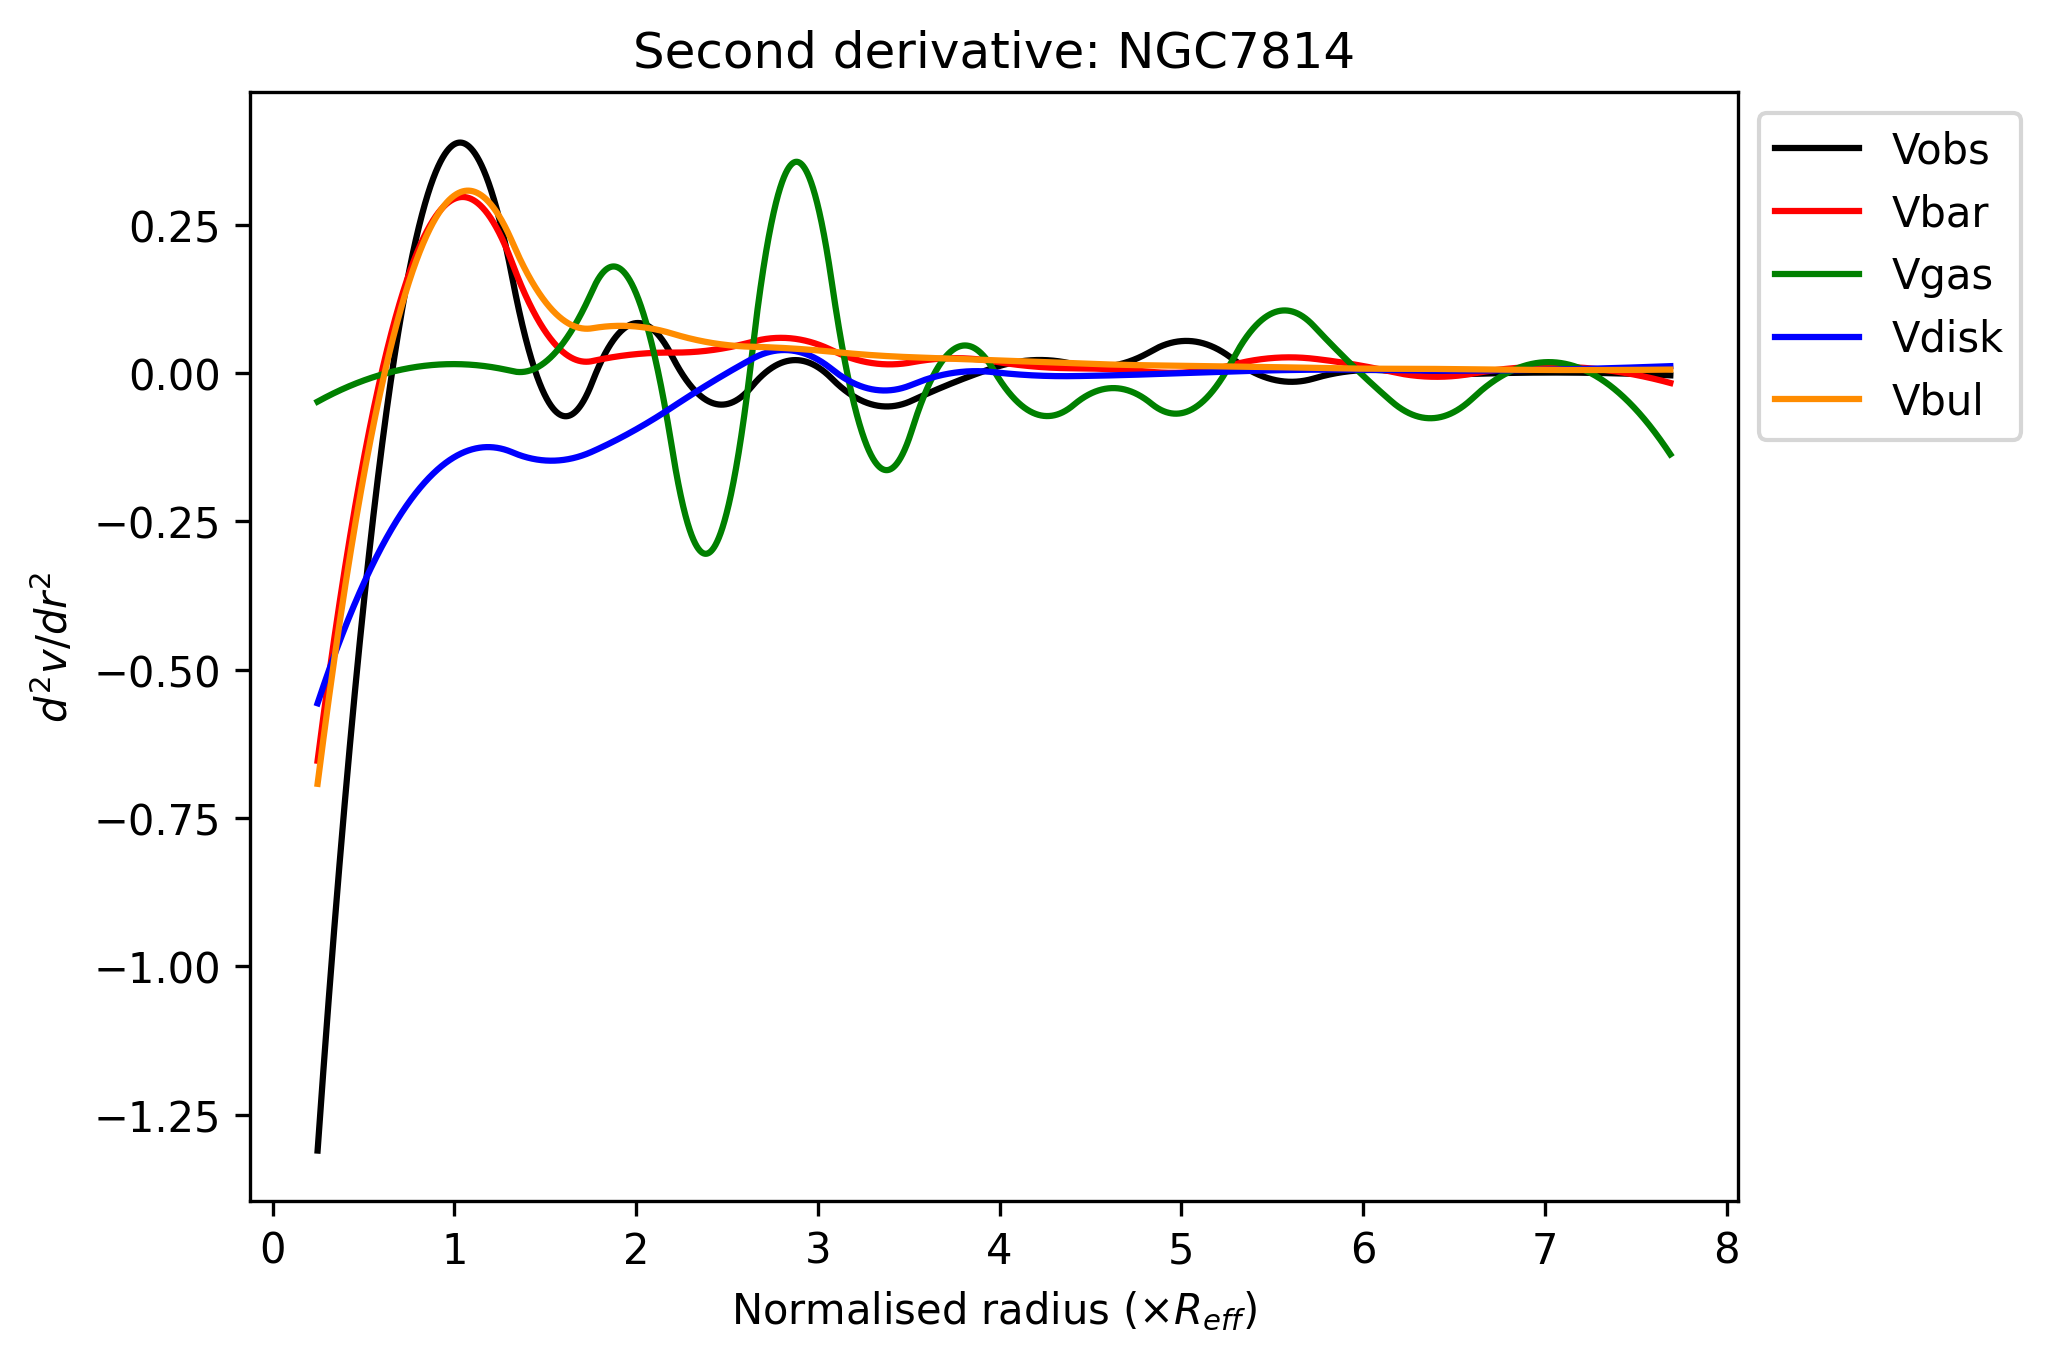 Second derivative: NGC7814
Vobs
Vbar
Vgas
Vdisk
Vbul
0.25
0.00
−0.25
−0.50
−0.75
−1.00
−1.25
d²v/dr²
0 1 2 3 4 5 6 7 8
Normalised radius (×R_eff)